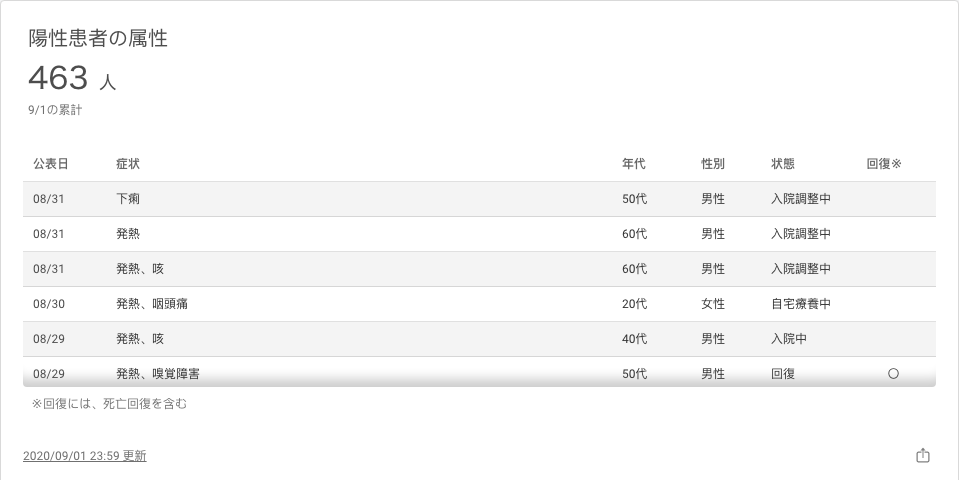 陽性患者の属性
463 人
9/1の累計
公表日 症状 年代 性別 状態 回復※
08/31 下痢 50代 男性 入院調整中
08/31 発熱 60代 男性 入院調整中
08/31 発熱、咳 60代 男性 入院調整中
08/30 発熱、咽頭痛 20代 女性 自宅療養中
08/29 発熱、咳 40代 男性 入院中
08/29 発熱、嗅覚障害 50代 男性 回復 〇
※回復には、死亡回復を含む
2020/09/01 23:59 更新